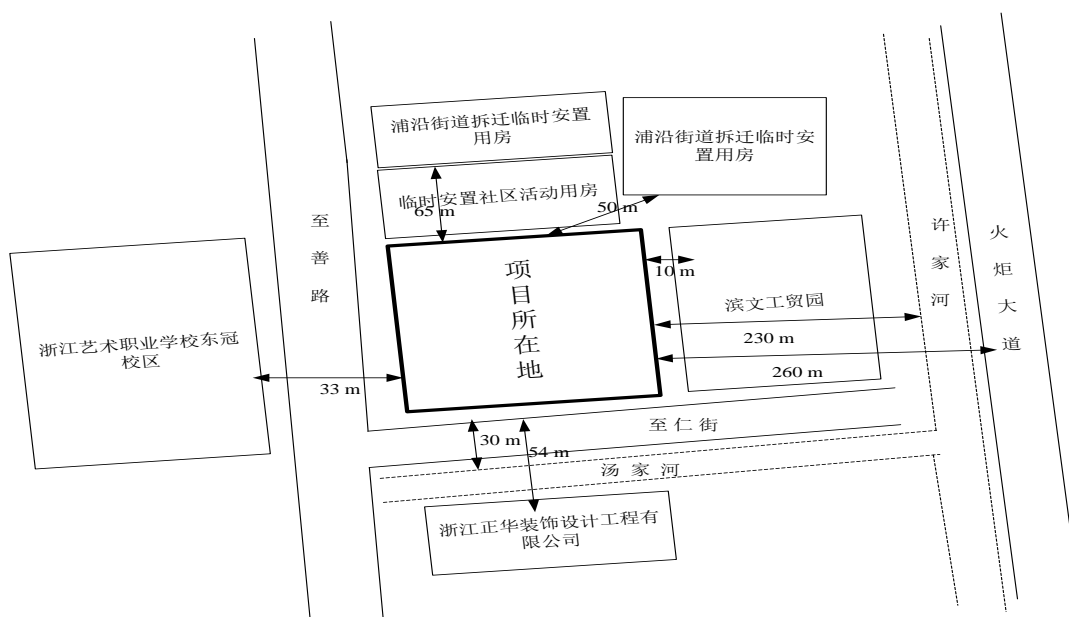 浦沿街道拆迁临时安置
用房
浦沿街道拆迁临时安
置用房
临时安置社区活动用房
65 m
50 m
至善路
项目所在地
10 m
许家河
火炬大道
滨文工贸园
浙江艺术职业学校东冠
校区
230 m
260 m
33 m
至仁街
30 m
54 m
汤家河
浙江正华装饰设计工程有
限公司